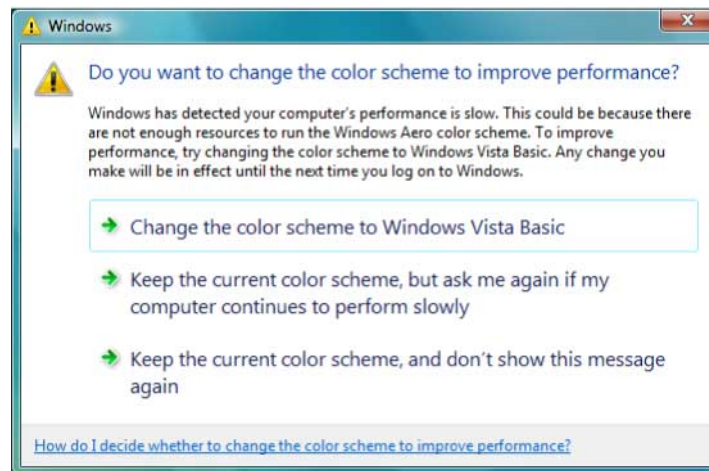 Windows
Do you want to change the color scheme to improve performance?
Windows has detected your computer's performance is slow. This could be because there
are not enough resources to run the Windows Aero color scheme. To improve
performance, try changing the color scheme to Windows Vista Basic. Any change you
make will be in effect until the next time you log on to Windows.
Change the color scheme to Windows Vista Basic
Keep the current color scheme, but ask me again if my
computer continues to perform slowly
Keep the current color scheme, and don't show this message
again
How do I decide whether to change the color scheme to improve performance?